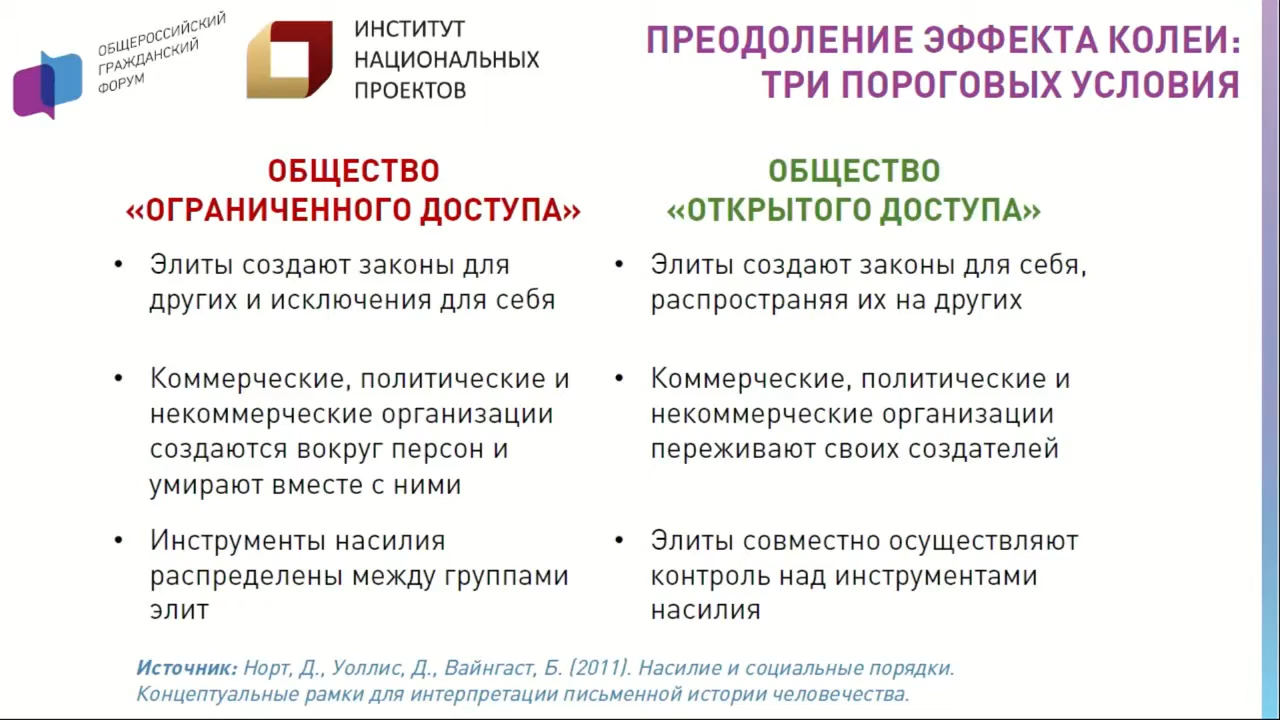 ОБЩЕРОССИЙСКИЙ
ГРАЖДАНСКИЙ
ФОРУМ
ИНСТИТУТ
НАЦИОНАЛЬНЫХ
ПРОЕКТОВ
ПРЕОДОЛЕНИЕ ЭФФЕКТА КОЛЕИ:
ТРИ ПОРОГОВЫХ УСЛОВИЯ
ОБЩЕСТВО
«ОГРАНИЧЕННОГО ДОСТУПА»
• Элиты создают законы для
других и исключения для себя
• Коммерческие, политические и
некоммерческие организации
создаются вокруг персон и
умирают вместе с ними
• Инструменты насилия
распределены между группами
элит
ОБЩЕСТВО
«ОТКРЫТОГО ДОСТУПА»
• Элиты создают законы для себя,
распространяя их на других
• Коммерческие, политические и
некоммерческие организации
переживают своих создателей
• Элиты совместно осуществляют
контроль над инструментами
насилия
Источник: Норт, Д., Уоллис, Д., Вайнгаст, Б. (2011). Насилие и социальные порядки.
Концептуальные рамки для интерпретации письменной истории человечества.